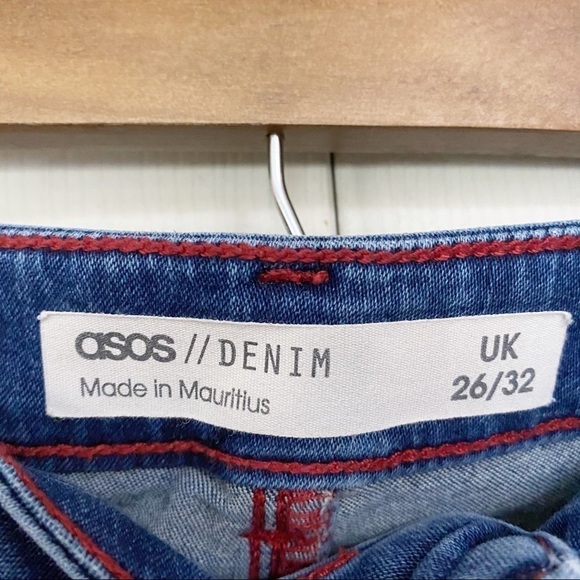 asos // DENIM
Made in Mauritius
UK
26/32